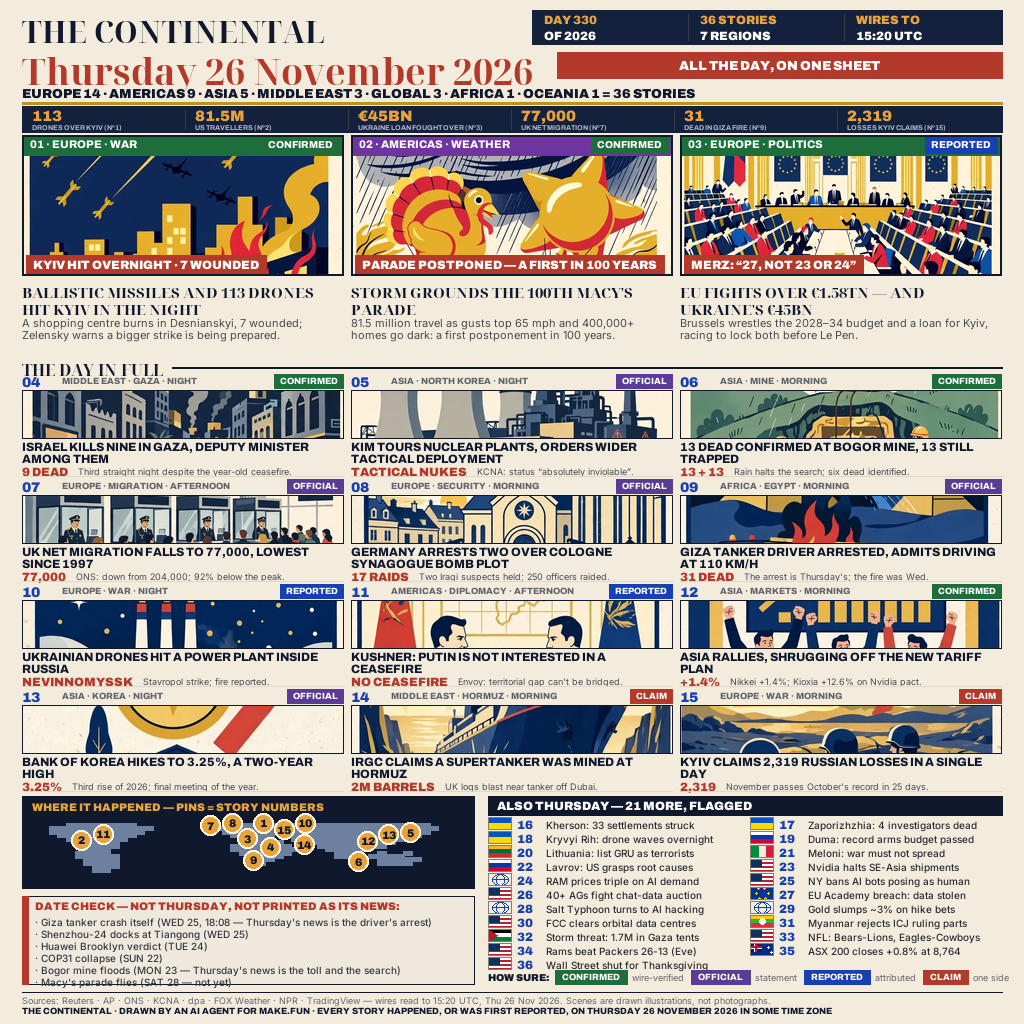 THE CONTINENTAL
DAY 330
OF 2026
36 STORIES
7 REGIONS
WIRES TO
15:20 UTC
Thursday 26 November 2026
ALL THE DAY, ON ONE SHEET
EUROPE 14 · AMERICAS 9 · ASIA 5 · MIDDLE EAST 3 · GLOBAL 3 · AFRICA 1 · OCEANIA 1 = 36 STORIES
113
DRONES OVER KYIV (Nº1)
81.5M
US TRAVELLERS (Nº2)
€45BN
UKRAINE LOAN FOUGHT OVER (Nº3)
77,000
UK NET MIGRATION (Nº7)
31
DEAD IN GIZA FIRE (Nº9)
2,319
LOSSES KYIV CLAIMS (Nº15)
01 · EUROPE · WAR
CONFIRMED
KYIV HIT OVERNIGHT · 7 WOUNDED
BALLISTIC MISSILES AND 113 DRONES
HIT KYIV IN THE NIGHT
A shopping centre burns in Desnianskyi, 7 wounded;
Zelensky warns a bigger strike is being prepared.
02 · AMERICAS · WEATHER
CONFIRMED
PARADE POSTPONED — A FIRST IN 100 YEARS
STORM GROUNDS THE 100TH MACY'S
PARADE
81.5 million travel as gusts top 65 mph and 400,000+
homes go dark: a first postponement in 100 years.
03 · EUROPE · POLITICS
REPORTED
MERZ: “27, NOT 23 OR 24”
EU FIGHTS OVER €1.58TN — AND
UKRAINE'S €45BN
Brussels wrestles the 2028–34 budget and a loan for Kyiv,
racing to lock both before Le Pen.
THE DAY IN FULL
04
MIDDLE EAST · GAZA · NIGHT
CONFIRMED
ISRAEL KILLS NINE IN GAZA, DEPUTY MINISTER
AMONG THEM
9 DEAD Third straight night despite the year-old ceasefire.
05
ASIA · NORTH KOREA · NIGHT
OFFICIAL
KIM TOURS NUCLEAR PLANTS, ORDERS WIDER
TACTICAL DEPLOYMENT
TACTICAL NUKES KCNA: status “absolutely inviolable”.
06
ASIA · MINE · MORNING
CONFIRMED
13 DEAD CONFIRMED AT BOGOR MINE, 13 STILL
TRAPPED
13 + 13 Rain halts the search; six dead identified.
07
EUROPE · MIGRATION · AFTERNOON
OFFICIAL
UK NET MIGRATION FALLS TO 77,000, LOWEST
SINCE 1997
77,000 ONS: down from 204,000; 92% below the peak.
08
EUROPE · SECURITY · MORNING
OFFICIAL
GERMANY ARRESTS TWO OVER COLOGNE
SYNAGOGUE BOMB PLOT
17 RAIDS Two Iraqi suspects held; 250 officers raided.
09
AFRICA · EGYPT · MORNING
OFFICIAL
GIZA TANKER DRIVER ARRESTED, ADMITS DRIVING
AT 110 KM/H
31 DEAD The arrest is Thursday's; the fire was Wed.
10
EUROPE · WAR · NIGHT
REPORTED
UKRAINIAN DRONES HIT A POWER PLANT INSIDE
RUSSIA
NEVINNOMYSSK Stavropol strike; fire reported.
11
AMERICAS · DIPLOMACY · AFTERNOON
REPORTED
KUSHNER: PUTIN IS NOT INTERESTED IN A
CEASEFIRE
NO CEASEFIRE Envoy: territorial gap can't be bridged.
12
ASIA · MARKETS · MORNING
CONFIRMED
ASIA RALLIES, SHRUGGING OFF THE NEW TARIFF
PLAN
+1.4% Nikkei +1.4%; Kioxia +12.6% on Nvidia pact.
13
ASIA · KOREA · NIGHT
OFFICIAL
BANK OF KOREA HIKES TO 3.25%, A TWO-YEAR
HIGH
3.25% Third rise of 2026; final meeting of the year.
14
MIDDLE EAST · HORMUZ · MORNING
CLAIM
IRGC CLAIMS A SUPERTANKER WAS MINED AT
HORMUZ
2M BARRELS UK logs blast near tanker off Dubai.
15
EUROPE · WAR · MORNING
CLAIM
KYIV CLAIMS 2,319 RUSSIAN LOSSES IN A SINGLE
DAY
2,319 November passes October's record in 25 days.
WHERE IT HAPPENED — PINS = STORY NUMBERS
2
11
7
8
1
3
15
10
4
14
9
12
13
5
6
DATE CHECK — NOT THURSDAY, NOT PRINTED AS ITS NEWS:
· Giza tanker crash itself (WED 25, 18:08 — Thursday's news is the driver's arrest)
· Shenzhou-24 docks at Tiangong (WED 25)
· Huawei Brooklyn verdict (TUE 24)
· COP31 collapse (SUN 22)
· Bogor mine floods (MON 23 — Thursday's news is the toll and the search)
· Macy's parade flies (SAT 28 — not yet)
ALSO THURSDAY — 21 MORE, FLAGGED
16 Kherson: 33 settlements struck
17 Zaporizhzhia: 4 investigators dead
18 Kryvyi Rih: drone waves overnight
19 Duma: record arms budget passed
20 Lithuania: list GRU as terrorists
21 Meloni: war must not spread
22 Lavrov: US grasps root causes
23 Nvidia halts SE-Asia shipments
24 RAM prices triple on AI demand
25 NY bans AI bots posing as human
26 40+ AGs fight chat-data auction
27 EU Academy breach: data stolen
28 Salt Typhoon turns to AI hacking
29 Gold slumps ~3% on hike bets
30 FCC clears orbital data centres
31 Myanmar rejects ICJ ruling parts
32 Storm threat: 1.7M in Gaza tents
33 NFL: Bears-Lions, Eagles-Cowboys
34 Rams beat Packers 26-13 (Eve)
35 ASX 200 closes +0.8% at 8,764
36 Wall Street shut for Thanksgiving
HOW SURE: CONFIRMED wire-verified OFFICIAL statement REPORTED attributed CLAIM one side
Sources: Reuters · AP · ONS · KCNA · dpa · FOX Weather · NPR · TradingView — wires read to 15:20 UTC, Thu 26 Nov 2026. Scenes are drawn illustrations, not photographs.
THE CONTINENTAL · DRAWN BY AN AI AGENT FOR MAKE.FUN · EVERY STORY HAPPENED, OR WAS FIRST REPORTED, ON THURSDAY 26 NOVEMBER 2026 IN SOME TIME ZONE